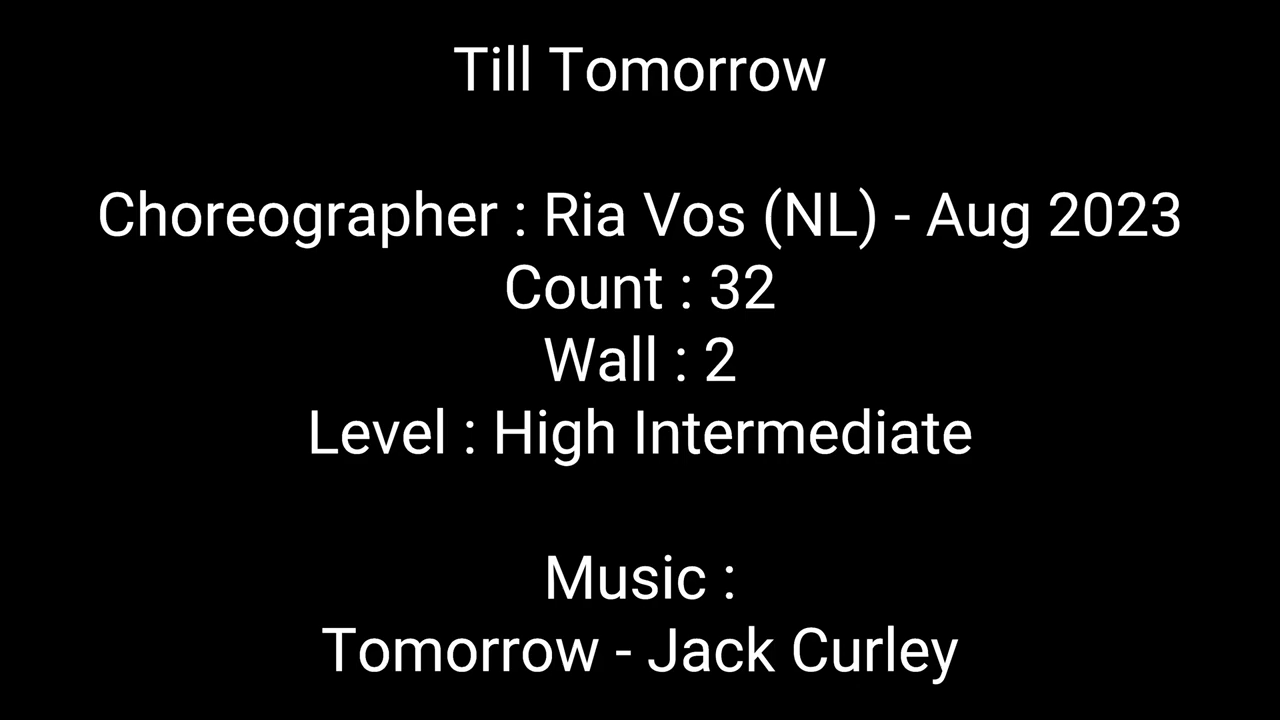 Till Tomorrow
Choreographer : Ria Vos (NL) - Aug 2023
Count : 32
Wall : 2
Level : High Intermediate
Music :
Tomorrow - Jack Curley